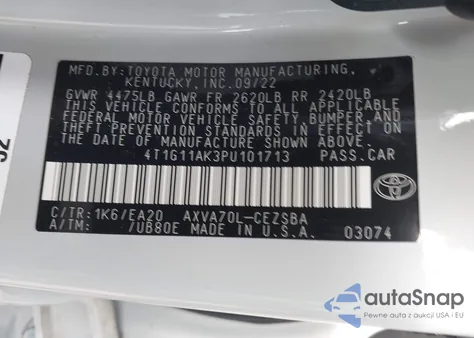 MFD.BY:TOYOTA MOTOR MANUFACTURING,
KENTUCKY, INC.09/22
GVWR 4475LB GAWR FR 2620LB RR 2420LB
THIS VEHICLE CONFORMS TO ALL APPLICABLE
FEDERAL MOTOR VEHICLE SAFETY,BUMPER,AND
THEFT PREVENTION STANDARDS IN EFFECT ON
THE DATE OF MANUFACTURE SHOWN ABOVE.
4T1G11AK3PU101713 PASS.CAR
C/TR: 1K6/EA20 AXVA70L-CEZSBA
A/TM: /UB80E MADE IN U.S.A. 03074
autoSnap
Pewne auta z aukcji USA i EU